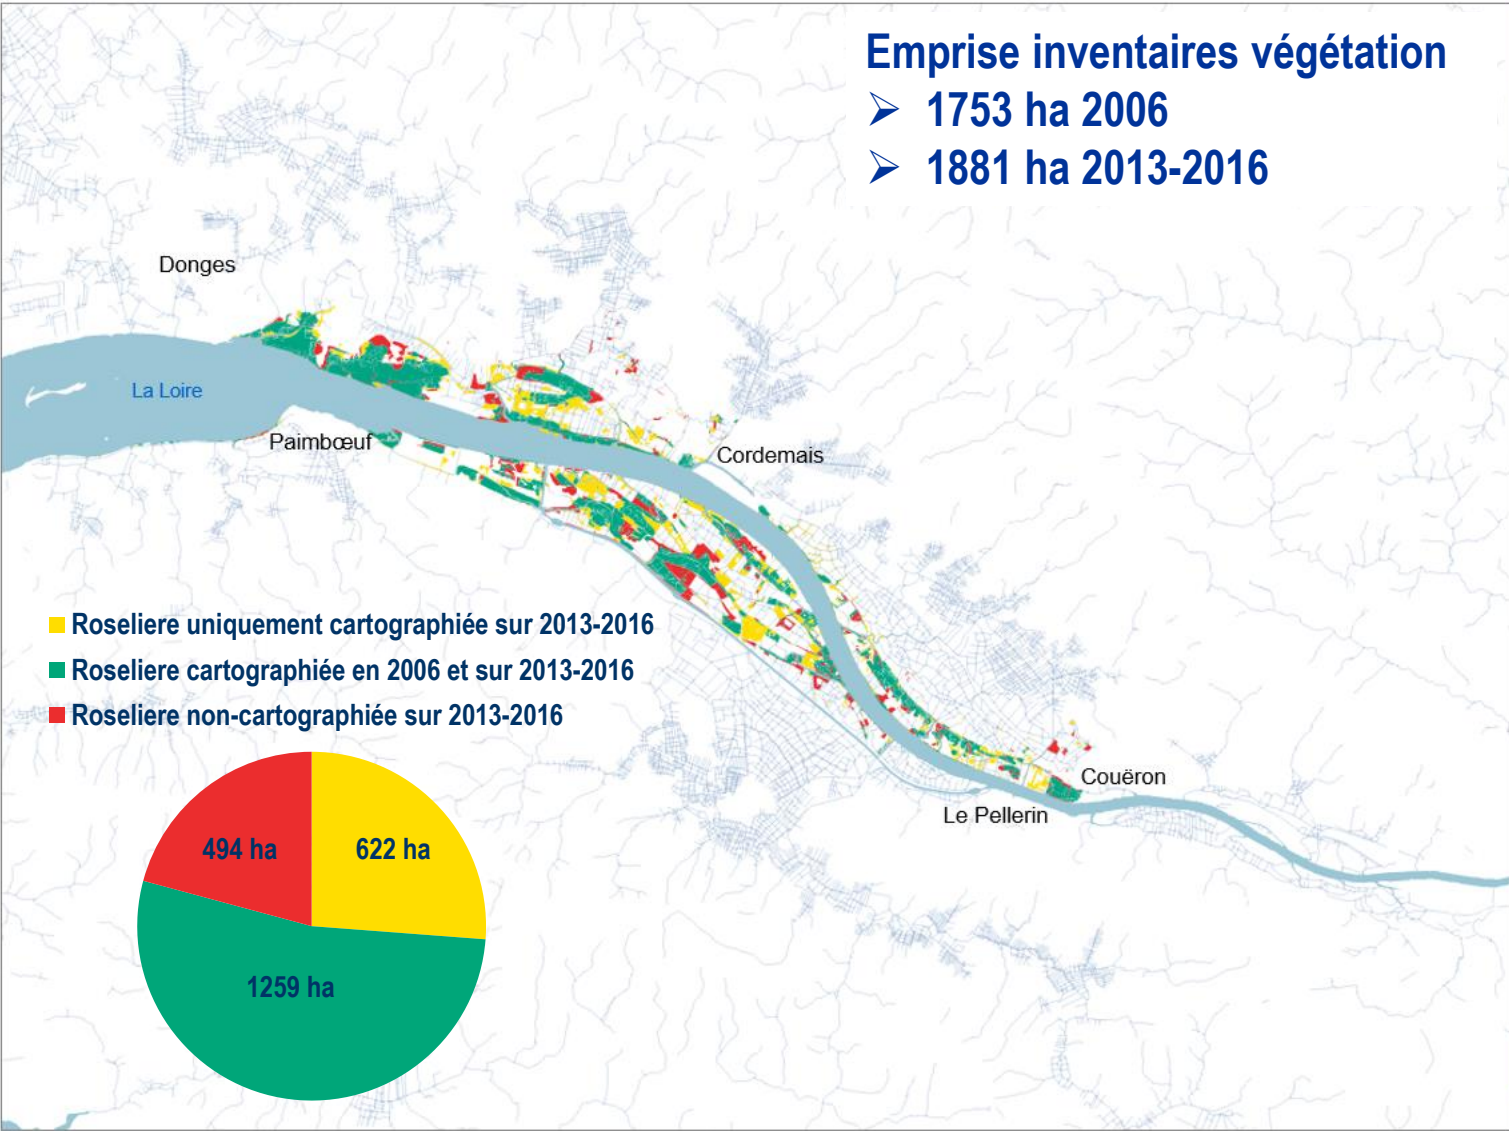 Emprise inventaires végétation
➢ 1753 ha 2006
➢ 1881 ha 2013-2016
Donges
La Loire
Paimbœuf
Cordemais
Roseliere uniquement cartographiée sur 2013-2016
Roseliere cartographiée en 2006 et sur 2013-2016
Roseliere non-cartographiée sur 2013-2016
Couëron
Le Pellerin
494 ha
622 ha
1259 ha